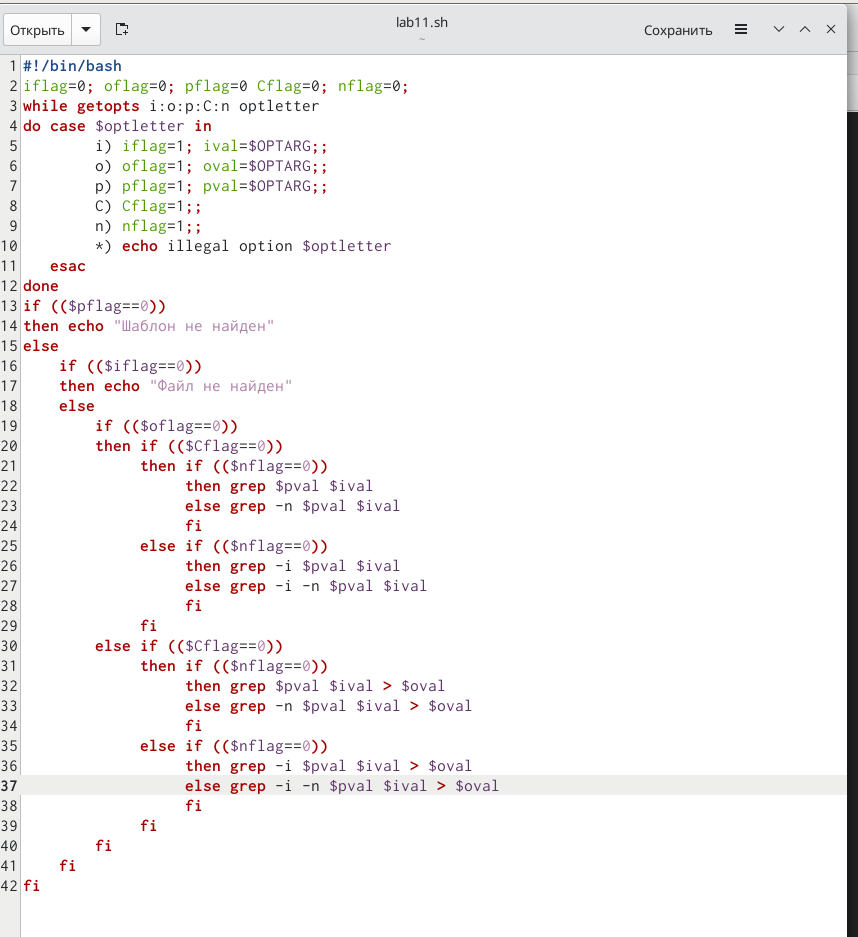 Открыть
lab11.sh
~
Сохранить
1 #!/bin/bash
2 iflag=0; oflag=0; pflag=0 Cflag=0; nflag=0;
3 while getopts i:o:p:C:n optletter
4 do case $optletter in
5         i) iflag=1; ival=$OPTARG;;
6         o) oflag=1; oval=$OPTARG;;
7         p) pflag=1; pval=$OPTARG;;
8         C) Cflag=1;;
9         n) nflag=1;;
10         *) echo illegal option $optletter
11    esac
12 done
13 if (($pflag==0))
14 then echo "Шаблон не найден"
15 else
16     if (($iflag==0))
17     then echo "Файл не найден"
18     else
19         if (($oflag==0))
20         then if (($Cflag==0))
21              then if (($nflag==0))
22                   then grep $pval $ival
23                   else grep -n $pval $ival
24                   fi
25              else if (($nflag==0))
26                   then grep -i $pval $ival
27                   else grep -i -n $pval $ival
28                   fi
29              fi
30         else if (($Cflag==0))
31              then if (($nflag==0))
32                   then grep $pval $ival > $oval
33                   else grep -n $pval $ival > $oval
34                   fi
35              else if (($nflag==0))
36                   then grep -i $pval $ival > $oval
37                   else grep -i -n $pval $ival > $oval
38                   fi
39              fi
40         fi
41     fi
42 fi